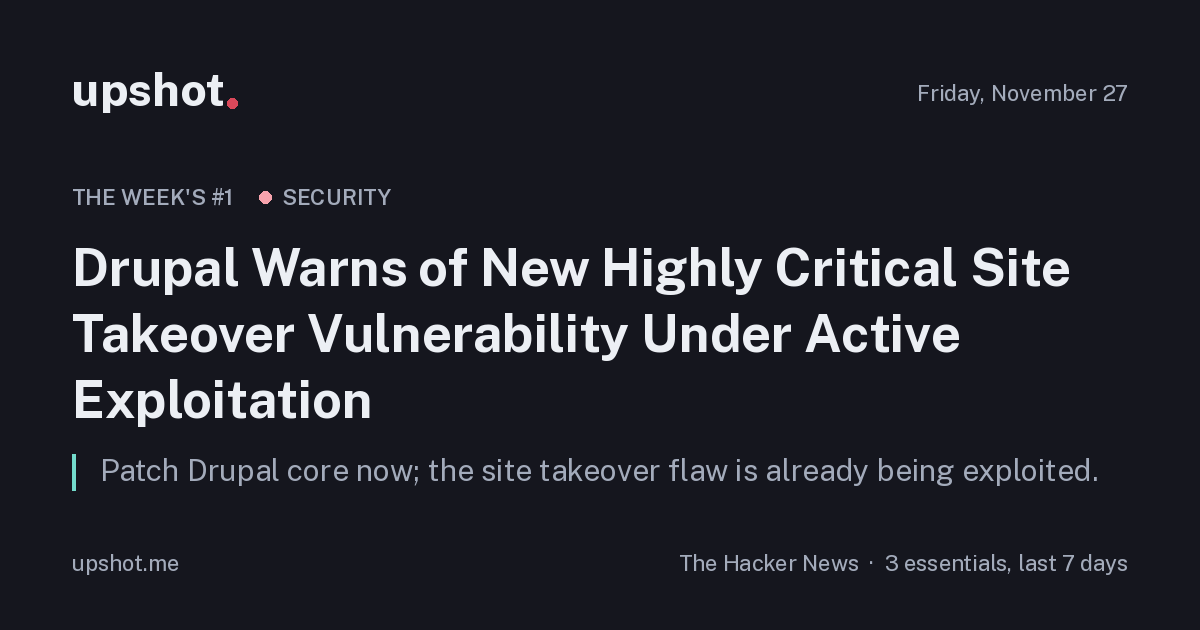 upshot.
Friday, November 27
THE WEEK'S #1 • SECURITY
Drupal Warns of New Highly Critical Site
Takeover Vulnerability Under Active
Exploitation
Patch Drupal core now; the site takeover flaw is already being exploited.
upshot.me
The Hacker News · 3 essentials, last 7 days